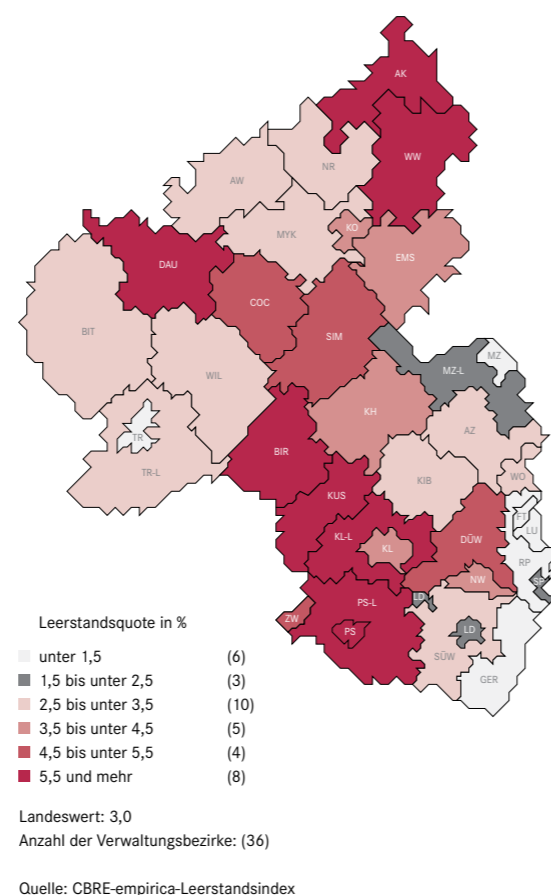 AK
NR
WW
AW
KO
MYK
EMS
DAU
COC
BIT
SIM
MZ
MZ-L
WIL
KH
AZ
TR
BIR
WO
TR-L
KIB
KUS
FT
LU
KL-L
DÜW
KL
RP
NW
SP
PS-L
LD
ZW
PS
LD
SÜW
GER
Leerstandsquote in %
unter 1,5 (6)
1,5 bis unter 2,5 (3)
2,5 bis unter 3,5 (10)
3,5 bis unter 4,5 (5)
4,5 bis unter 5,5 (4)
5,5 und mehr (8)
Landeswert: 3,0
Anzahl der Verwaltungsbezirke: (36)
Quelle: CBRE-empirica-Leerstandsindex